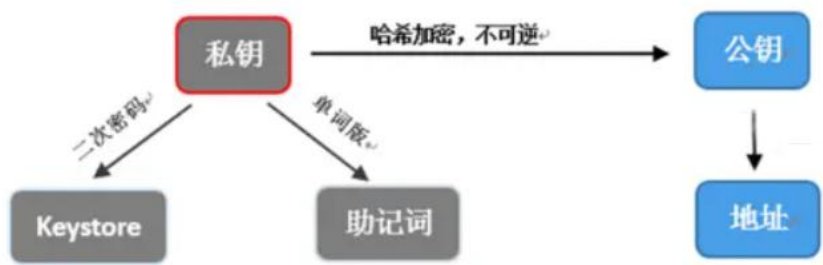 私钥
哈希加密，不可逆
公钥
二次密码
单词版
Keystore
助记词
地址